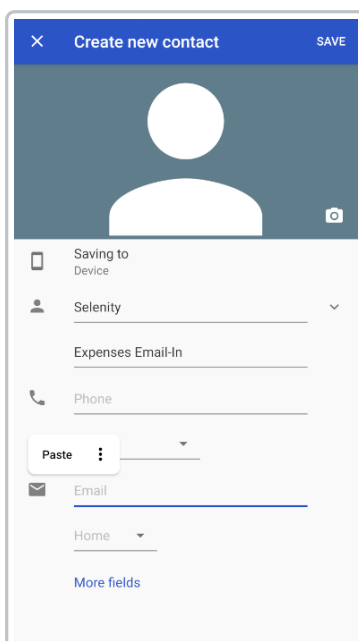 Create new contact SAVE
Saving to
Device
Selenity
Expenses Email-In
Phone
Paste
Email
Home
More fields